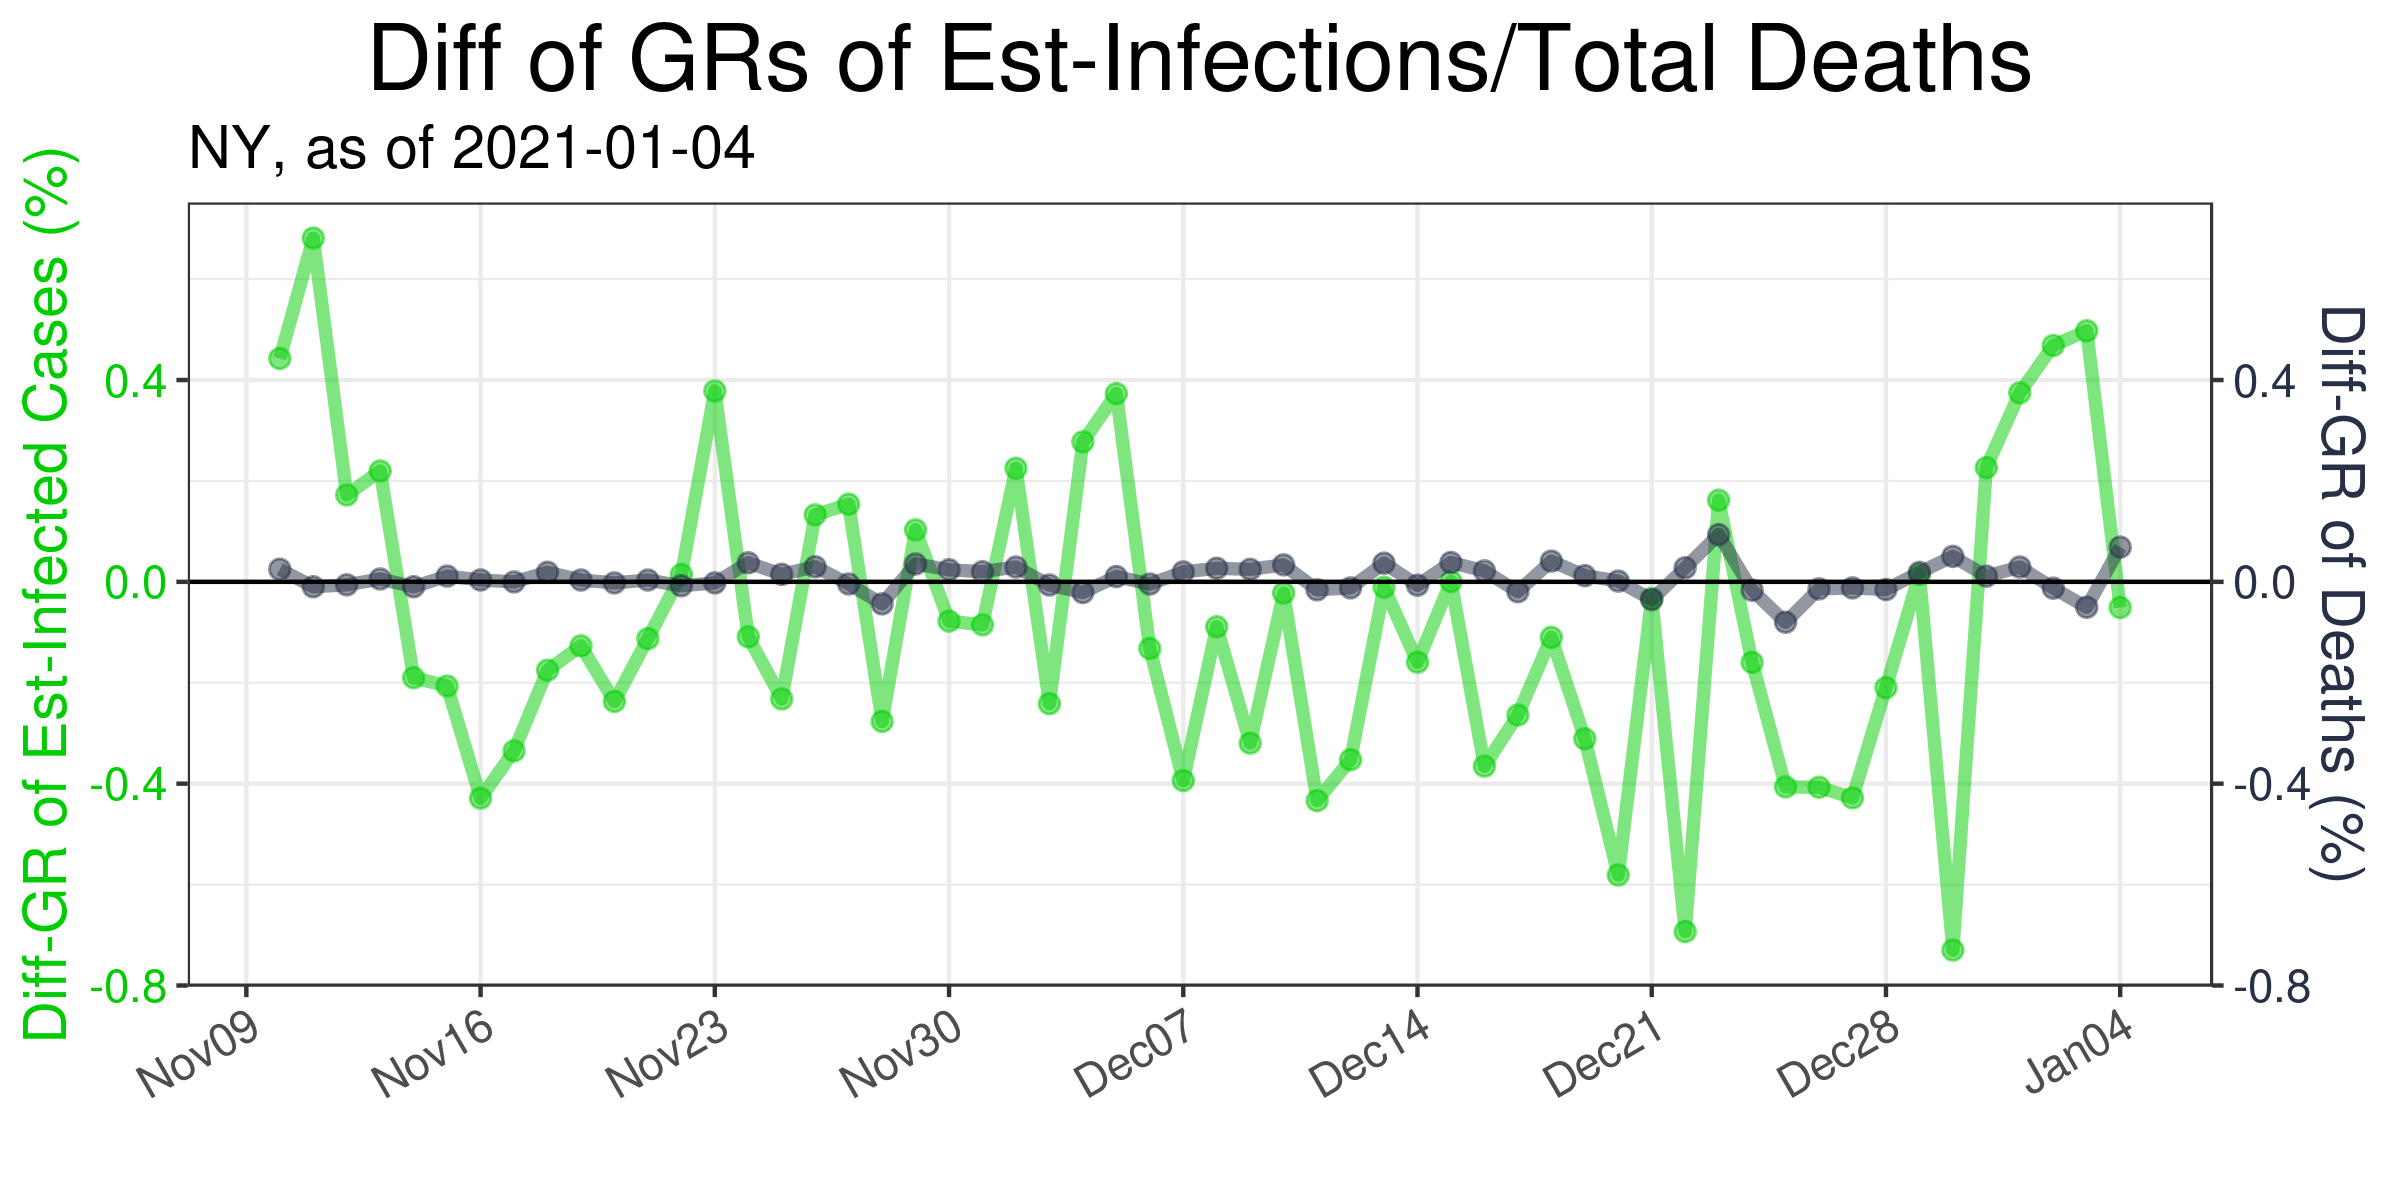 Diff of GRs of Est-Infections/Total Deaths
NY, as of 2021-01-04
Diff-GR of Est-Infected Cases (%)
0.4
0.0
-0.4
-0.8
0.4
0.0
-0.4
-0.8
Diff-GR of Deaths (%)
Nov09
Nov16
Nov23
Nov30
Dec07
Dec14
Dec21
Dec28
Jan04